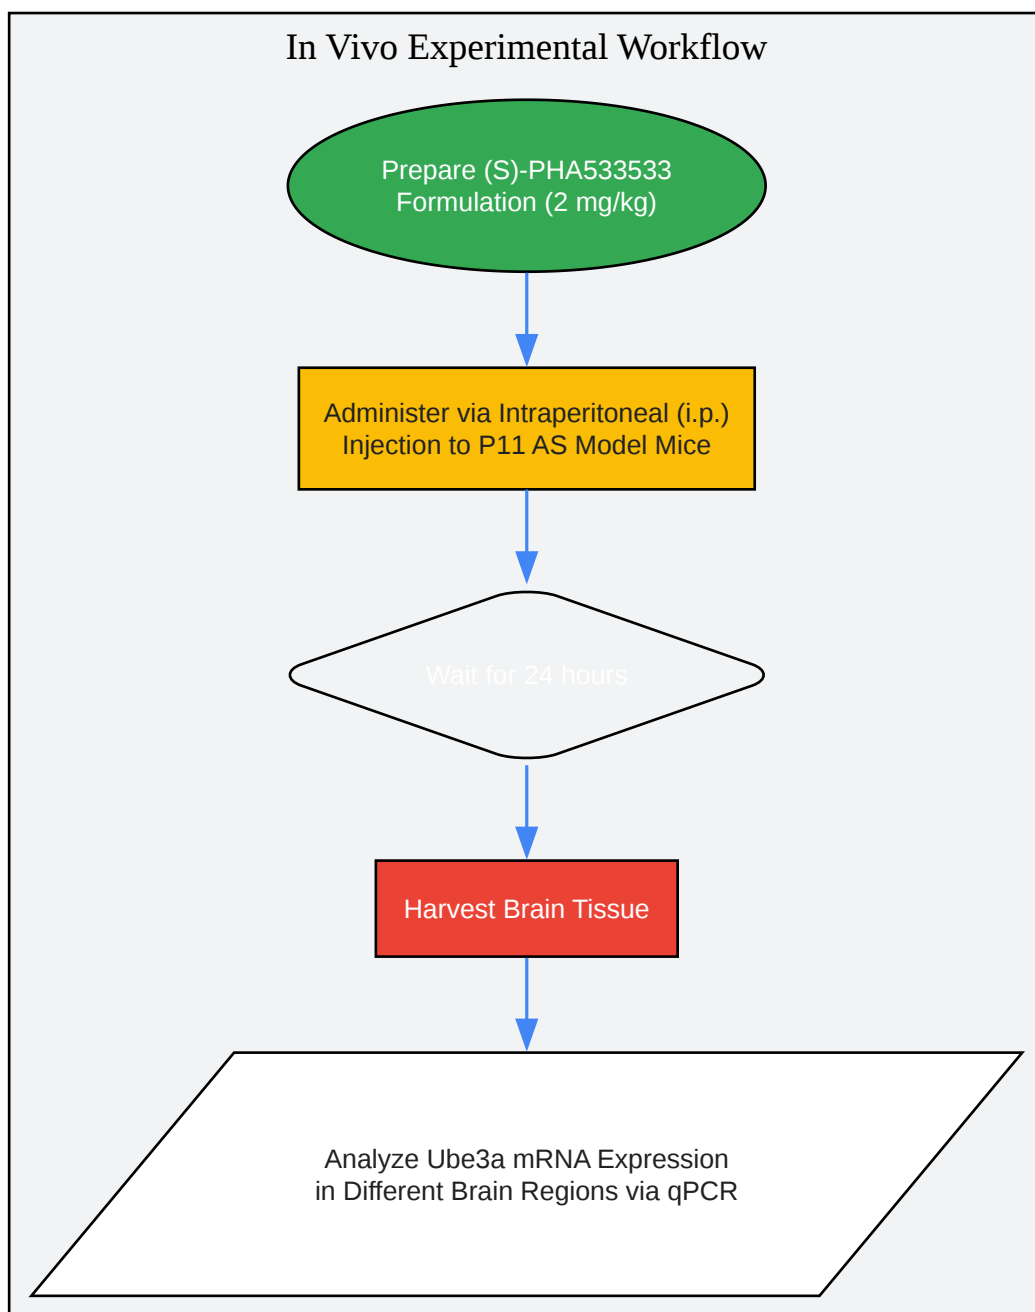 In Vivo Experimental Workflow
Prepare (S)-PHA533533
Formulation (2 mg/kg)
Administer via Intraperitoneal (i.p.)
Injection to P11 AS Model Mice
Wait for 24 hours
Harvest Brain Tissue
Analyze Ube3a mRNA Expression
in Different Brain Regions via qPCR